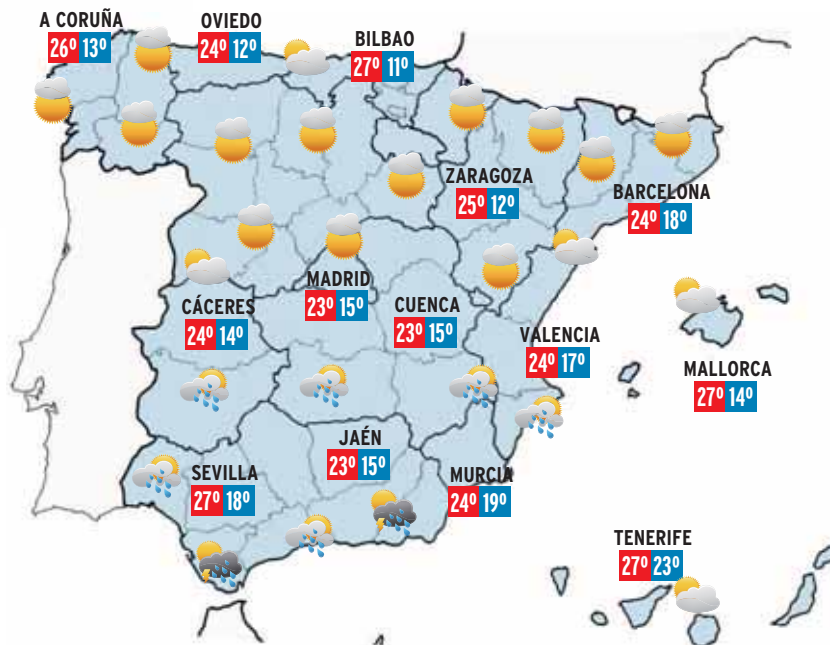 A CORUÑA
26º 13º
OVIEDO
24º 12º
BILBAO
27º 11º
ZARAGOZA
25º 12º
BARCELONA
24º 18º
MADRID
23º 15º
CÁCERES
24º 14º
CUENCA
23º 15º
VALENCIA
24º 17º
MALLORCA
27º 14º
JAÉN
23º 15º
SEVILLA
27º 18º
MURCIA
24º 19º
TENERIFE
27º 23º